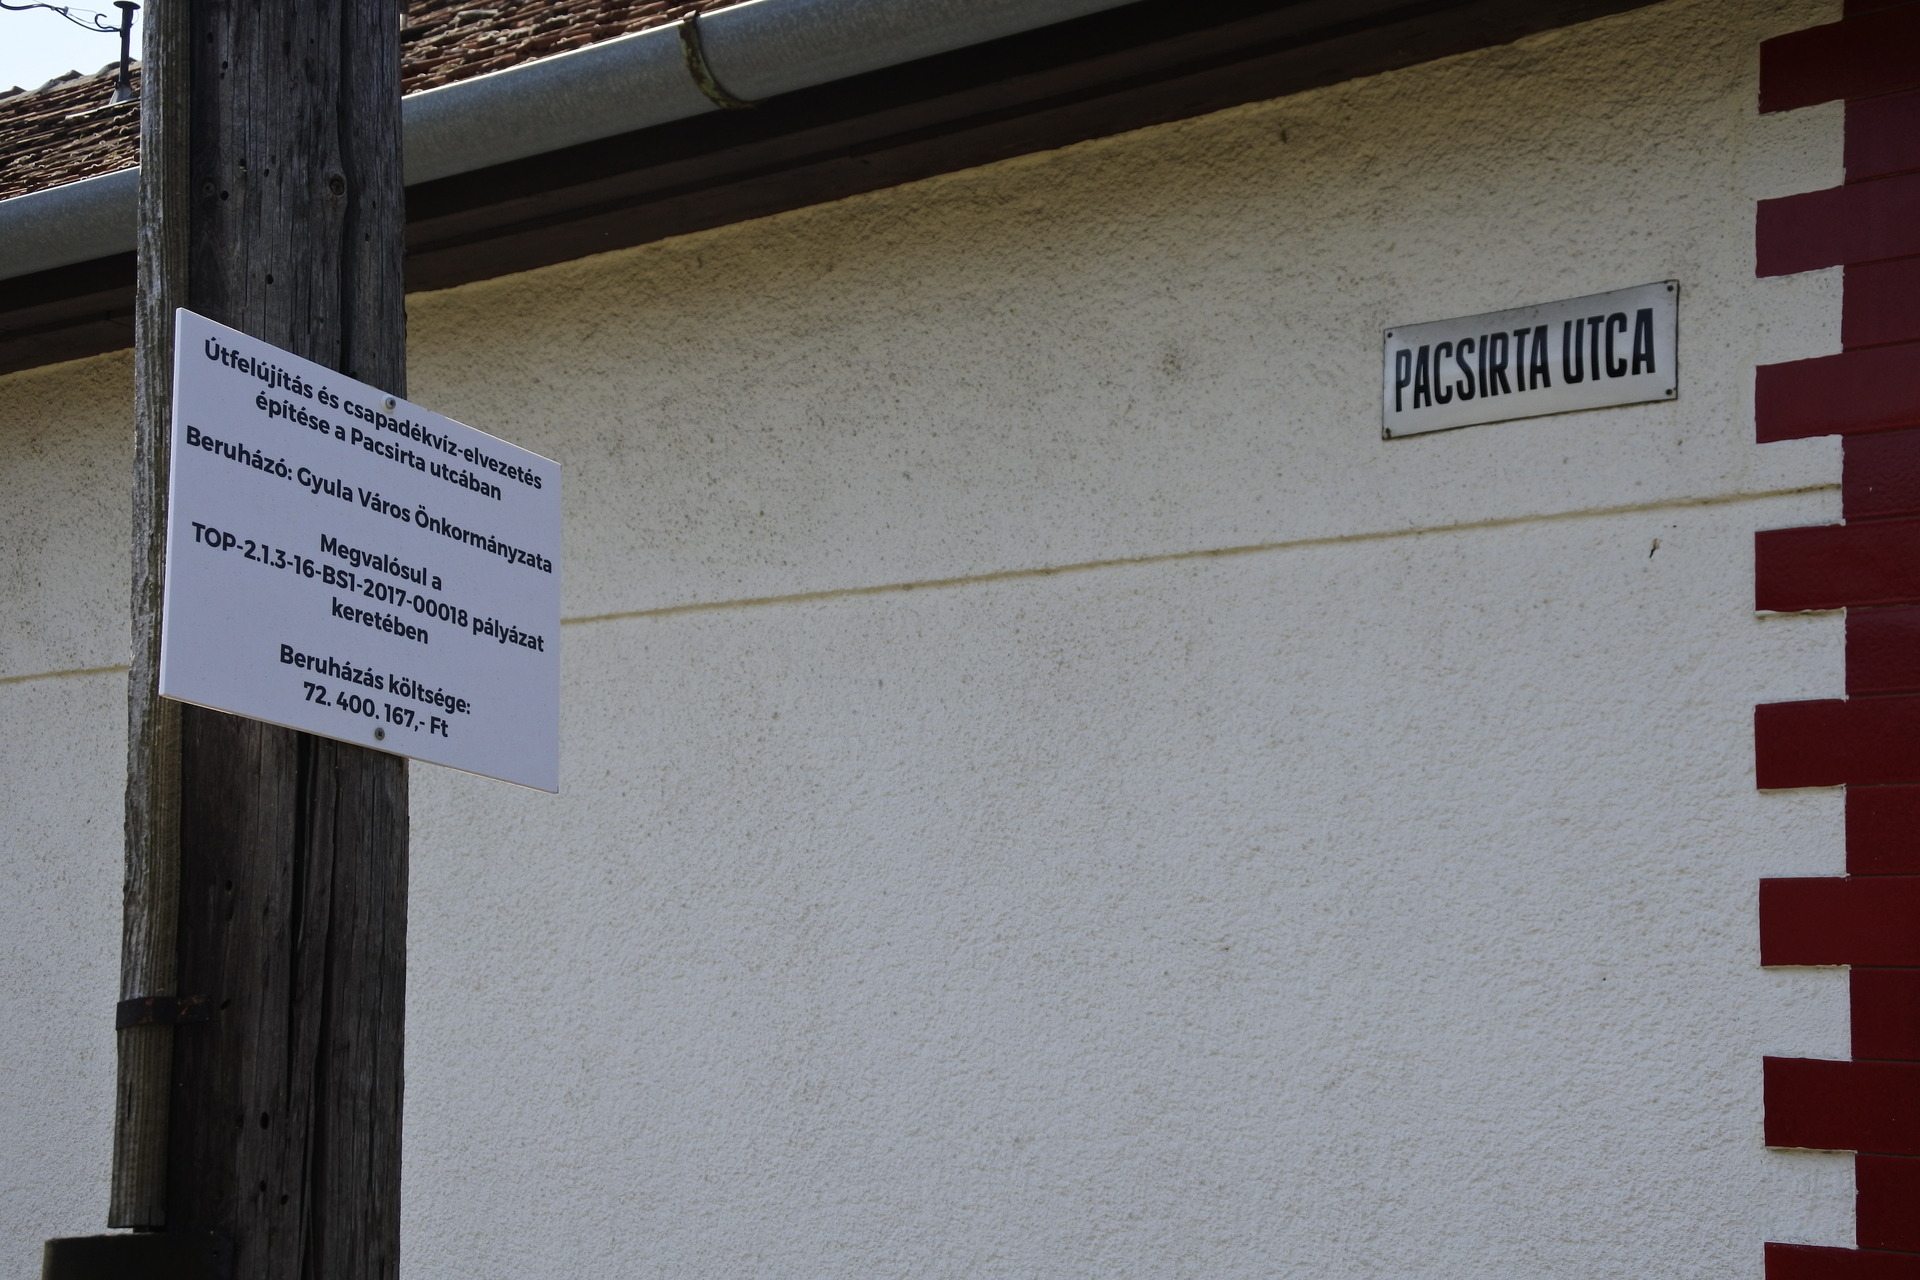 Útfelújítás és csapadékvíz-elvezetés
építése a Pacsirta utcában
Beruházó: Gyula Város Önkormányzata
Megvalósul a
TOP-2.1.3-16-BS1-2017-00018 pályázat
keretében
Beruházás költsége:
72. 400. 167,- Ft
PACSIRTA UTCA